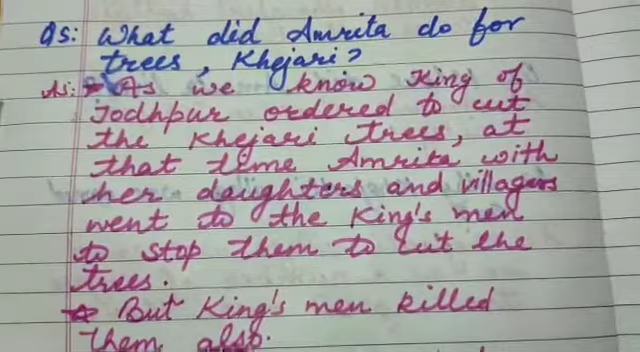 Qs: What did Amrita do for
trees, Khejari?
As: As we know King of
Jodhpur ordered to cut
the Khejari trees, at
that time Amrita with
her daughters and villagers
went to the King's men
to stop them to cut the
trees.
But King's men killed
them also.